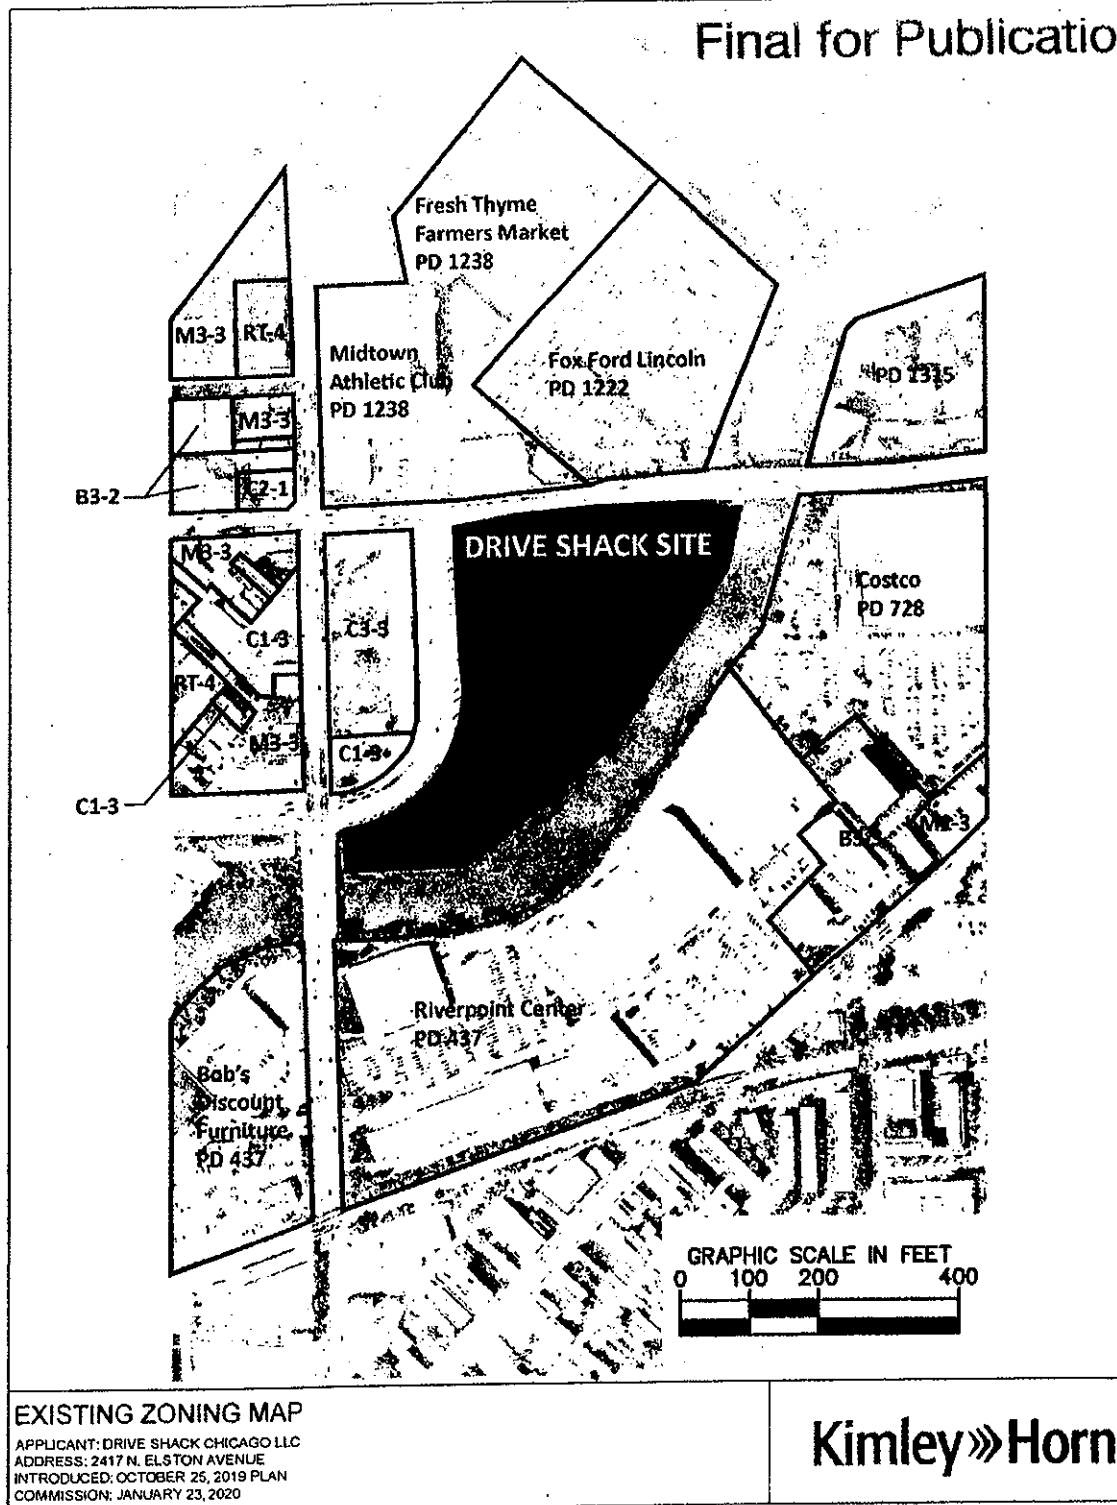 Final for Publicatio
Fresh Thyme
Farmers Market
PD 1238
M3-3
RT-4
Midtown
Athletic Club
PD 1238
Fox Ford Lincoln
PD 1222
M3-3
B3-2
C2-1
DRIVE SHACK SITE
M3-3
Costco
PD 728
C1-3
C3-3
RT-4
M3-3
C1-3
C1-3
Riverpoint Center
PD 437
Bob's
Discount
Furniture
PD 437
GRAPHIC SCALE IN FEET
0 100 200 400
EXISTING ZONING MAP
APPLICANT: DRIVE SHACK CHICAGO LLC
ADDRESS: 2417 N. ELSTON AVENUE
INTRODUCED: OCTOBER 25, 2019 PLAN
COMMISSION: JANUARY 23, 2020
Kimley»Horn